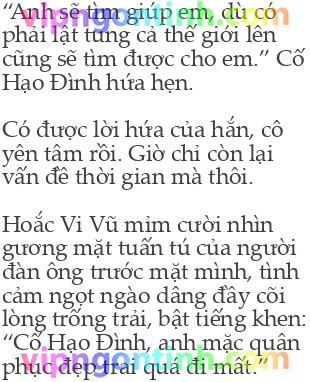 “Anh sẽ tìm giúp em, dù có
phải lật tung cả thế giới lên
cũng sẽ tìm được cho em.” Cố
Hạo Đình hứa hẹn.
Có được lời hứa của hắn, cô
yên tâm rồi. Giờ chỉ còn lại
vấn đề thời gian mà thôi.
Hoắc Vi Vũ mỉm cười nhìn
gương mặt tuấn tú của người
đàn ông trước mặt mình, tình
cảm ngọt ngào dâng đầy cõi
lòng trống trải, bật tiếng khen:
“Cố Hạo Đình, anh mặc quân
phục đẹp trai quá đi mất.”
vipngontinh.com
vipngontinh.com